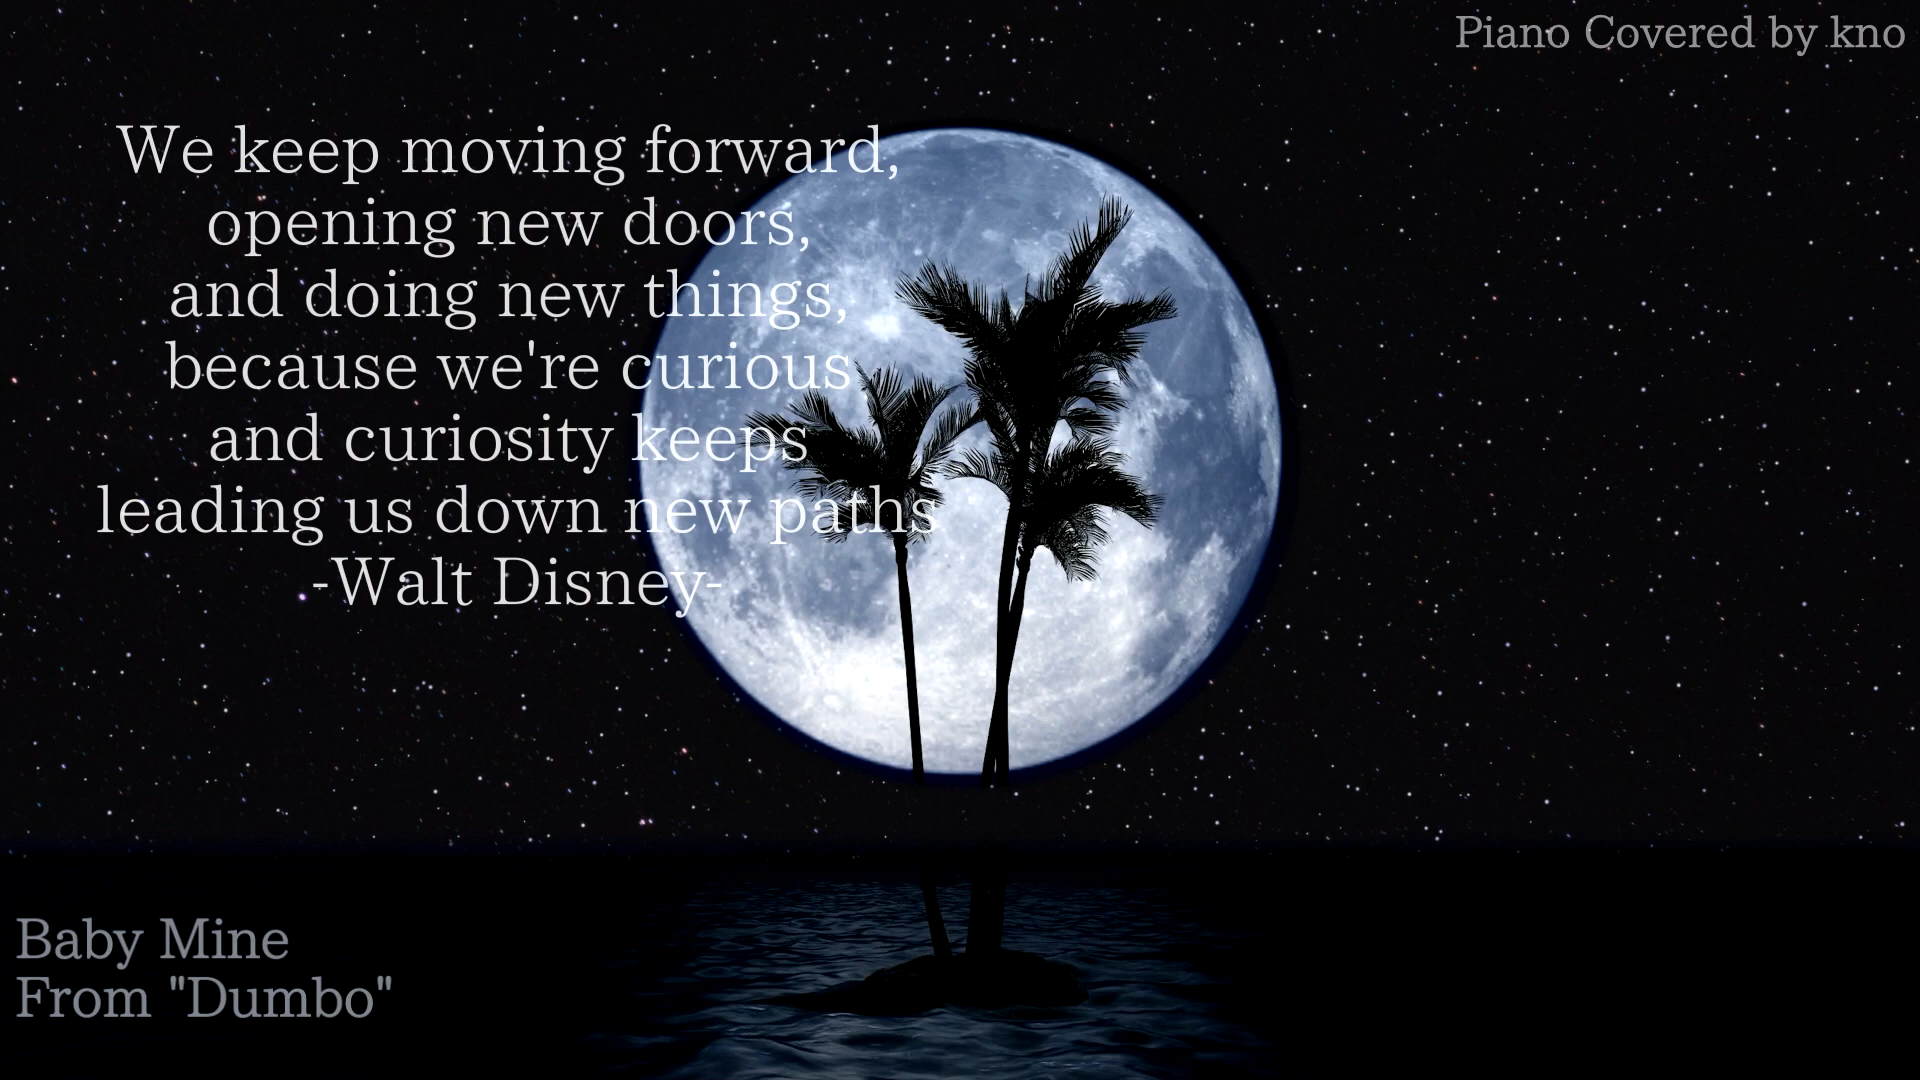 Piano Covered by kno
We keep moving forward,
opening new doors,
and doing new things,
because we're curious
and curiosity keeps
leading us down new paths
-Walt Disney-
Baby Mine
From "Dumbo"